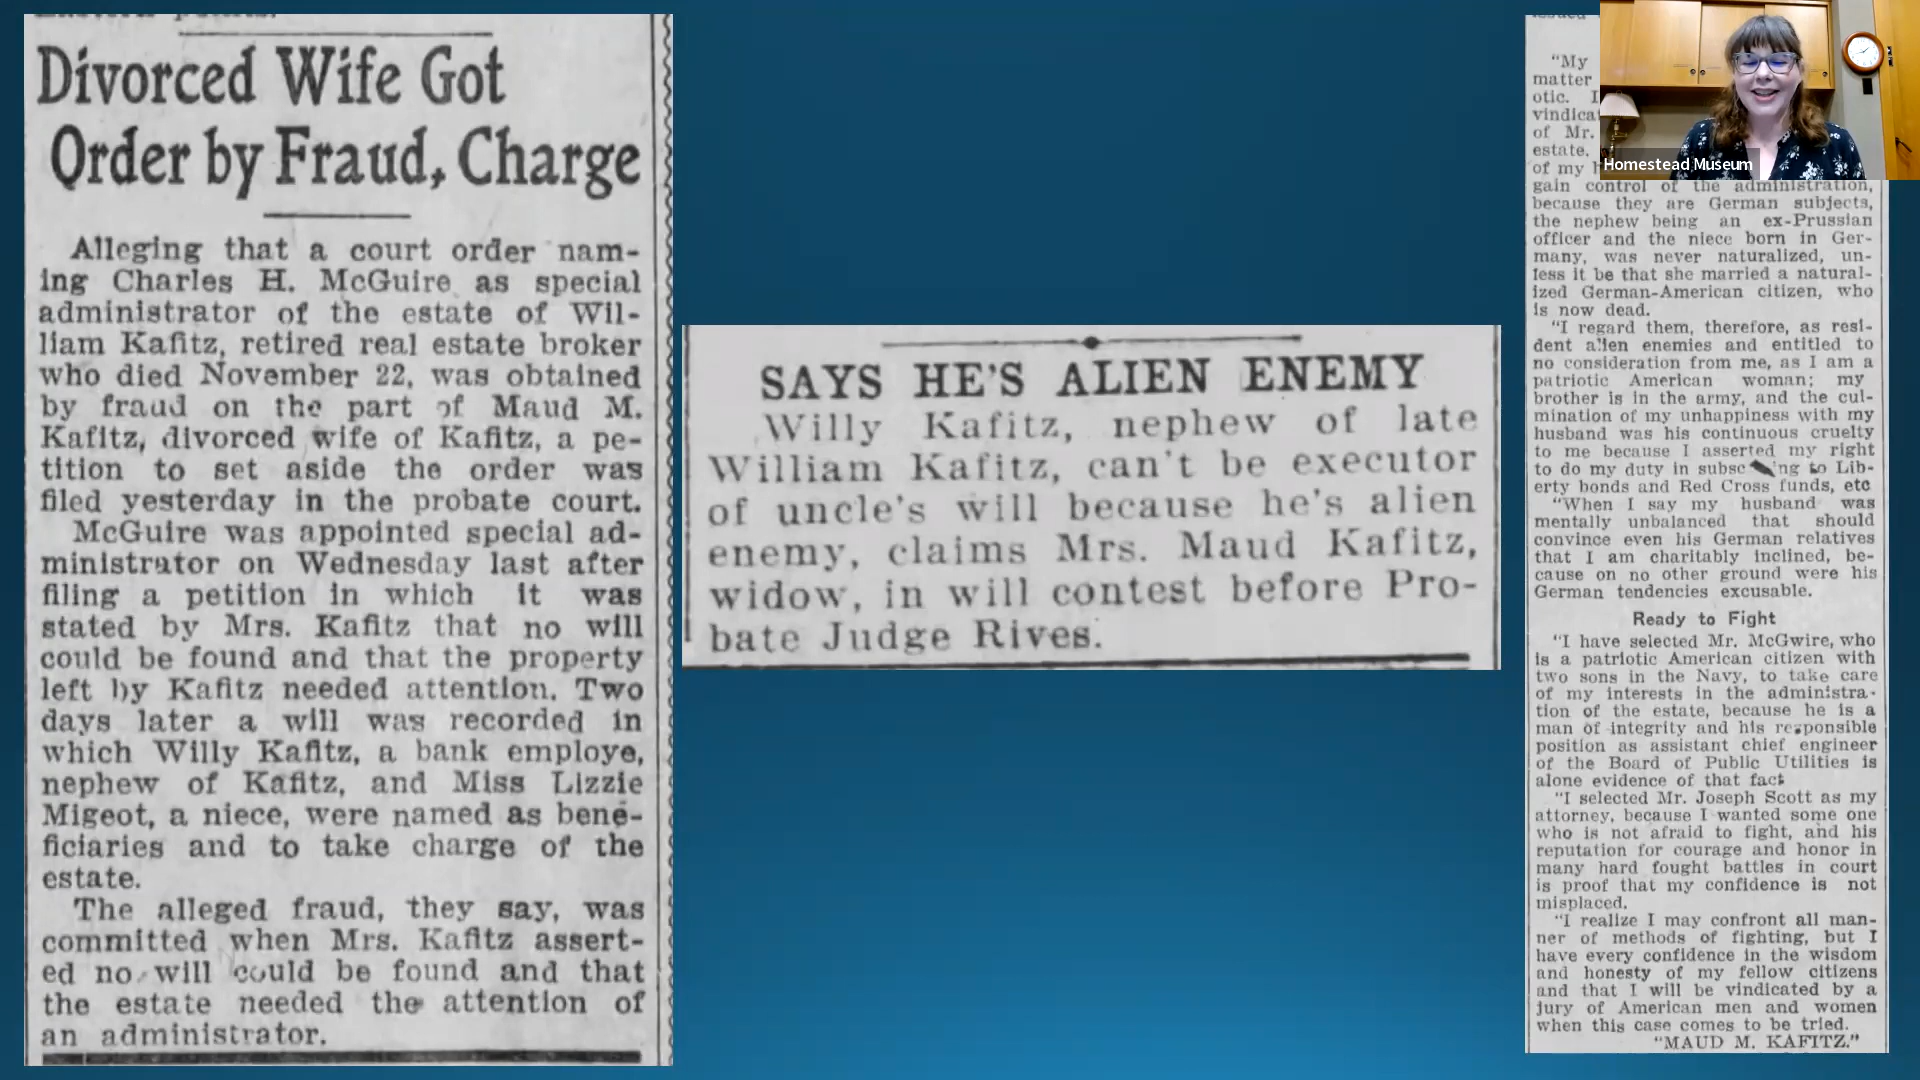 Divorced Wife Got
Order by Fraud, Charge
Alleging that a court order nam-
ing Charles H. McGuire as special
administrator of the estate of Wil-
liam Kafitz, retired real estate broker
who died November 22, was obtained
by fraud on the part of Maud M.
Kafitz, divorced wife of Kafitz, a pe-
tition to set aside the order was
filed yesterday in the probate court.
McGuire was appointed special ad-
ministrator on Wednesday last after
filing a petition in which it was
stated by Mrs. Kafitz that no will
could be found and that the property
left by Kafitz needed attention. Two
days later a will was recorded in
which Willy Kafitz, a bank employe,
nephew of Kafitz, and Miss Lizzie
Migeot, a niece, were named as bene-
ficiaries and to take charge of the
estate.
The alleged fraud, they say, was
committed when Mrs. Kafitz assert-
ed no will could be found and that
the estate needed the attention of
an administrator.
SAYS HE'S ALIEN ENEMY
Willy Kafitz, nephew of late
William Kafitz, can't be executor
of uncle's will because he's alien
enemy, claims Mrs. Maud Kafitz,
widow, in will contest before Pro-
bate Judge Rives.
"My
matter
otic. I
vindica
of Mr.
estate.
of my
gain control of the administration,
because they are German subjects,
the nephew being an ex-Prussian
officer and the niece born in Ger-
many, was never naturalized, un-
less it be that she married a natural-
ized German-American citizen, who
is now dead.
"I regard them, therefore, as resi-
dent alien enemies and entitled to
no consideration from me, as I am a
patriotic American woman; my
brother is in the army, and the cul-
mination of my unhappiness with my
husband was his continuous cruelty
to me because I asserted my right
to do my duty in subsc ng to Lib-
erty bonds and Red Cross funds, etc
"When I say my husband was
mentally unbalanced that should
convince even his German relatives
that I am charitably inclined, be-
cause on no other ground were his
German tendencies excusable.
Ready to Fight
"I have selected Mr. McGwire, who
is a patriotic American citizen with
two sons in the Navy, to take care
of my interests in the administra-
tion of the estate, because he is a
man of integrity and his responsible
position as assistant chief engineer
of the Board of Public Utilities is
alone evidence of that fact
"I selected Mr. Joseph Scott as my
attorney, because I wanted some one
who is not afraid to fight, and his
reputation for courage and honor in
many hard fought battles in court
is proof that my confidence is not
misplaced.
"I realize I may confront all man-
ner of methods of fighting, but I
have every confidence in the wisdom
and honesty of my fellow citizens
and that I will be vindicated by a
jury of American men and women
when this case comes to be tried.
"MAUD M. KAFITZ."
Homestead Museum